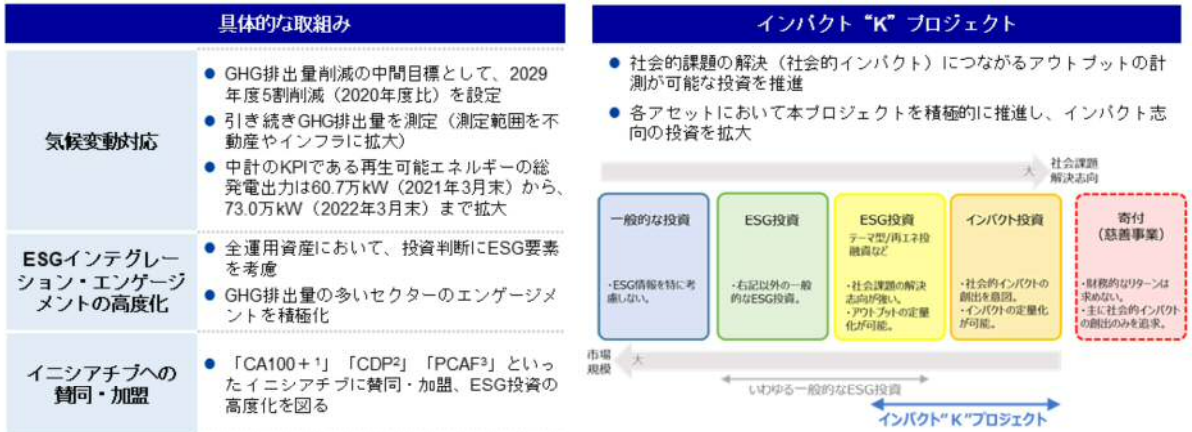 具体的な取組み
気候変動対応
● GHG排出量削減の中間目標として、2029
年度5割削減（2020年度比）を設定
● 引き続きGHG排出量を測定（測定範囲を不
動産やインフラに拡大）
● 中計のKPIである再生可能エネルギーの総
発電出力は60.7万kW（2021年3月末）から、
73.0万kW（2022年3月末）まで拡大
ESGインテグレー
ション・エンゲージ
メントの高度化
● 全運用資産において、投資判断にESG要素
を考慮
● GHG排出量の多いセクターのエンゲージメ
ントを積極化
イニシアチブへの
賛同・加盟
● 「CA100+¹」「CDP²」「PCAF³」といっ
たイニシアチブに賛同・加盟、ESG投資の
高度化を図る
インパクト“K”プロジェクト
● 社会的課題の解決（社会的インパクト）につながるアウトプットの計
測が可能な投資を推進
● 各アセットにおいて本プロジェクトを積極的に推進し、インパクト志
向の投資を拡大
大
社会課題
解決志向
一般的な投資
・ESG情報を特に考
慮しない。
ESG投資
・右記以外の一般
的なESG投資。
ESG投資
テーマ型/再エネ投
融資など
・社会課題の解決
志向が強い。
・アウトプットの定量
化が可能。
インパクト投資
・社会的インパクトの
創出を意図。
・インパクトの定量化
が可能。
寄付
（慈善事業）
・財務的なリターンは
求めない。
・主に社会的インパクト
の創出のみを追求。
市場
規模
大
いわゆる一般的なESG投資
インパクト“K”プロジェクト